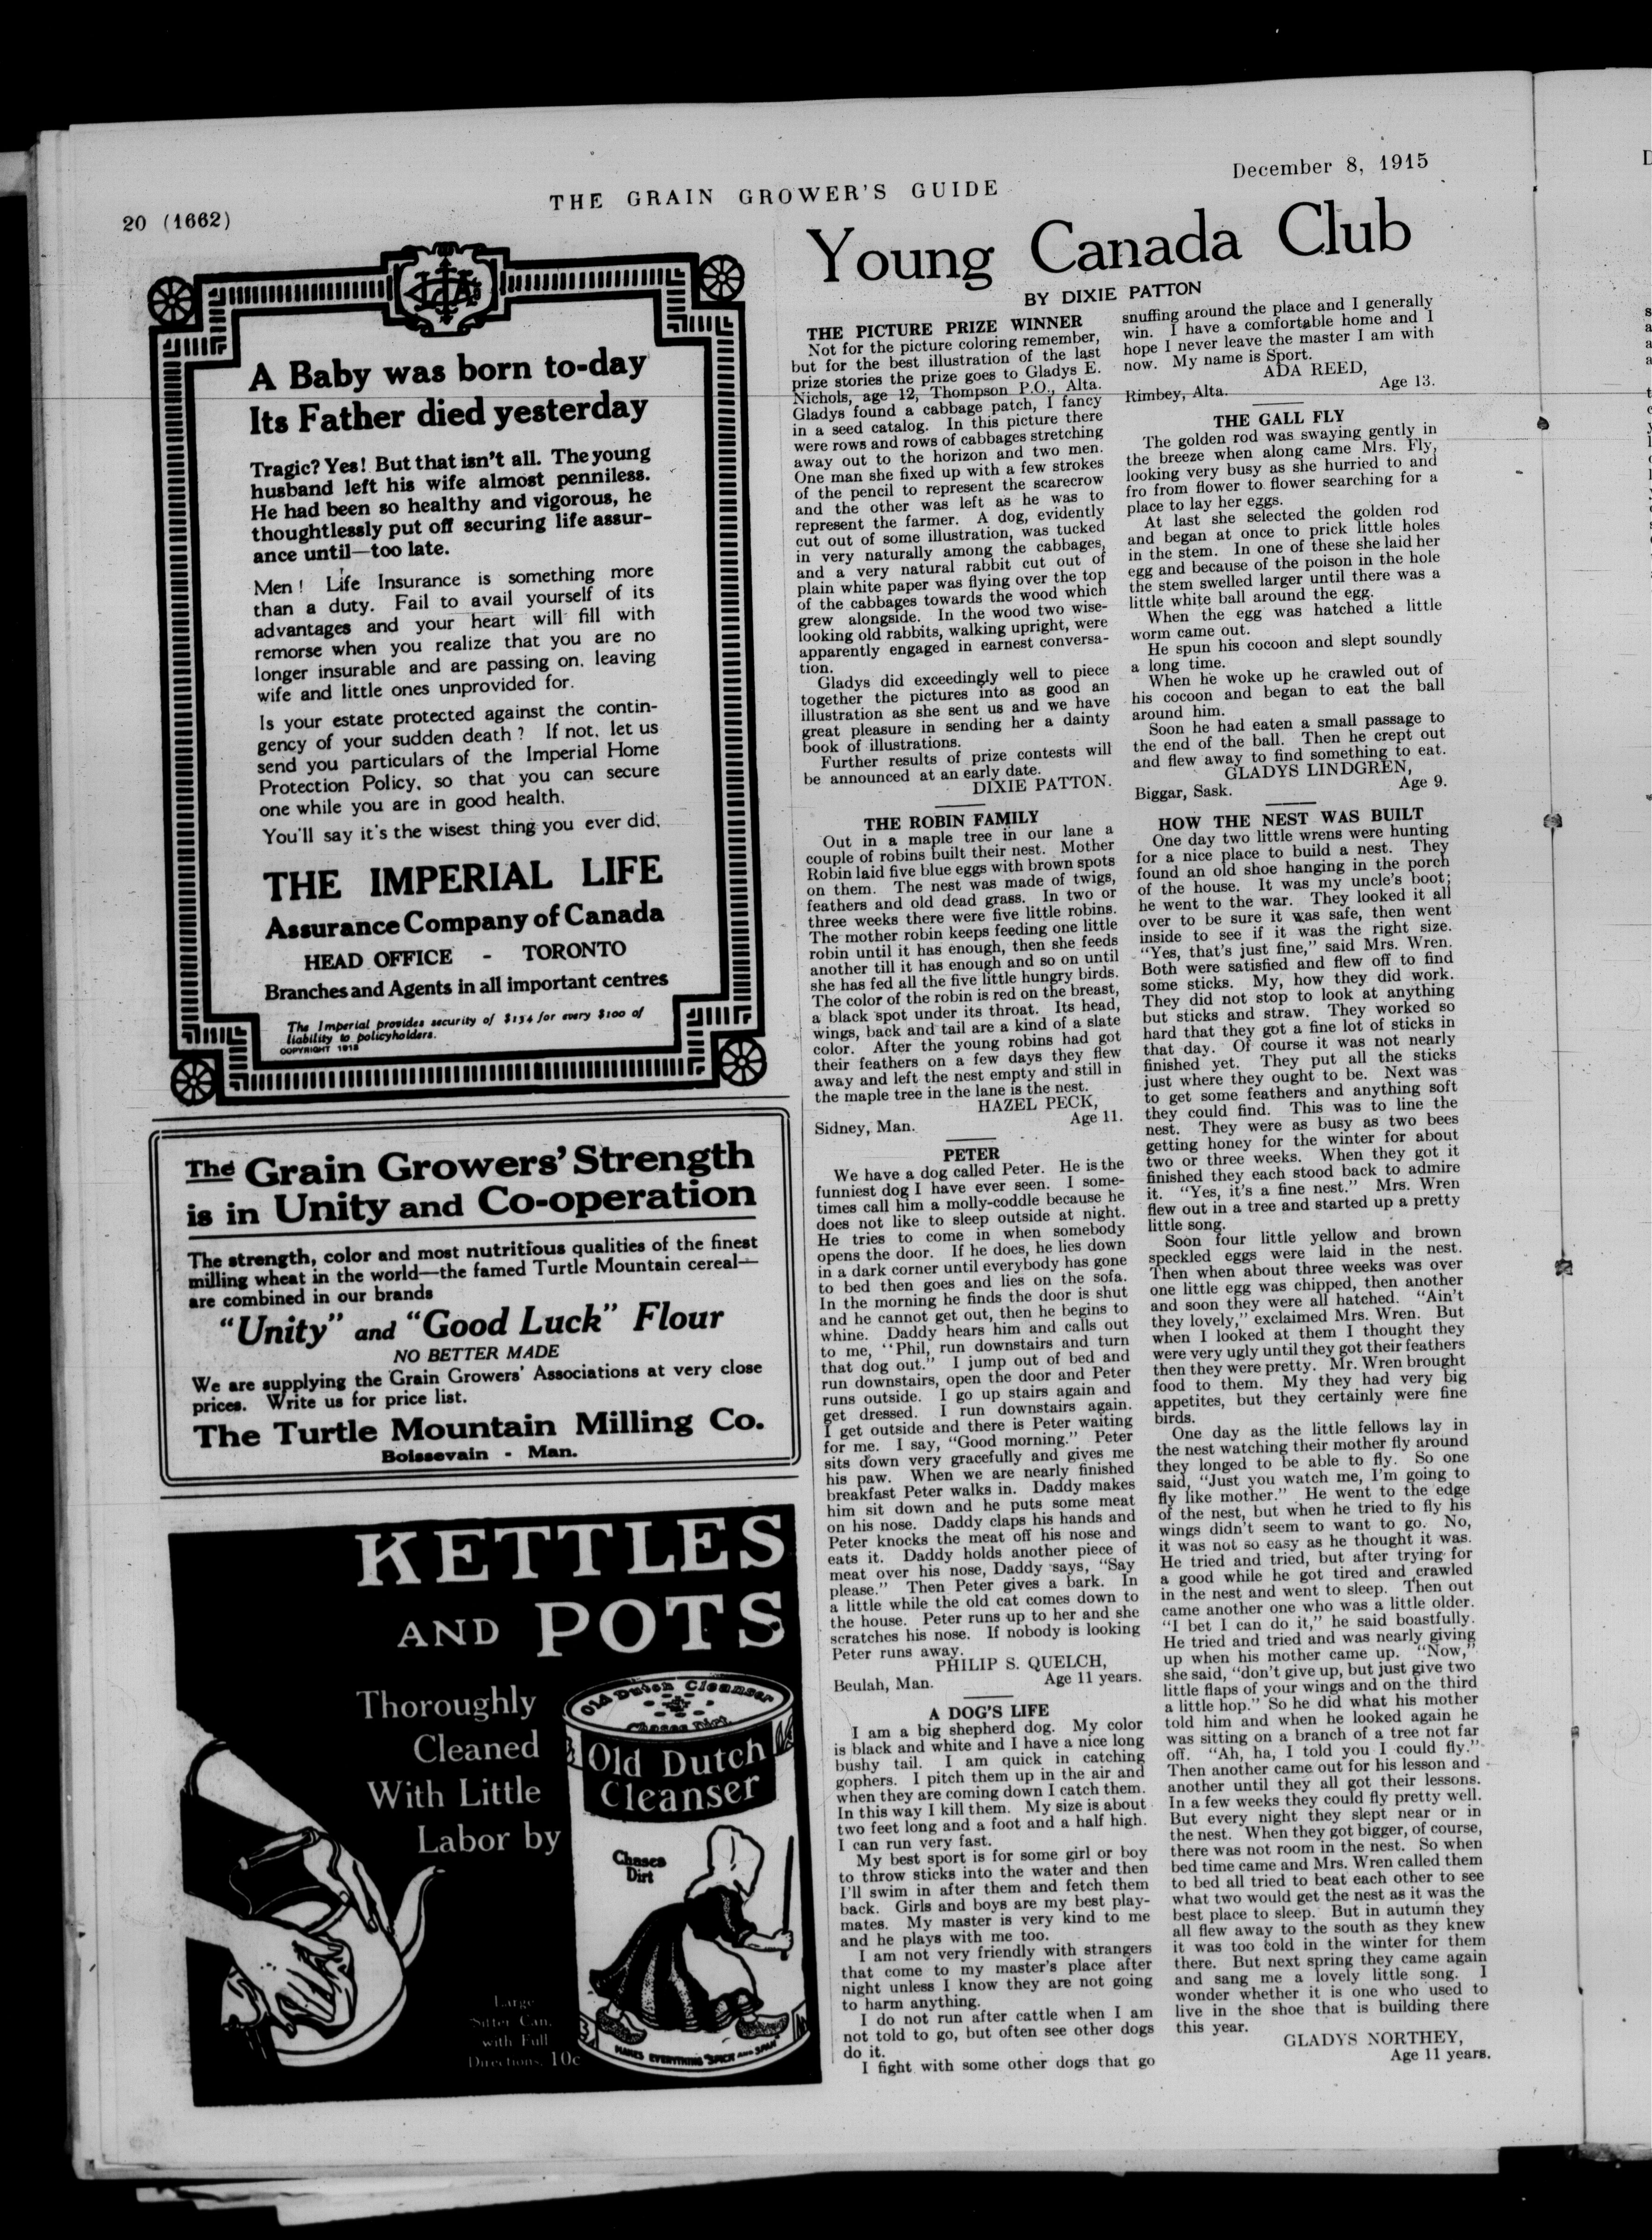 20 (1662)
THE GRAIN GROWER'S GUIDE
December 8, 1915
A Baby was born to-day
Its Father died yesterday
Tragic? Yes! But that isn't all. The young
husband left his wife almost penniless.
He had been so healthy and vigorous, he
thoughtlessly put off securing life assur-
ance until—too late.
Men! Life Insurance is something more
than a duty. Fail to avail yourself of its
advantages and your heart will fill with
remorse when you realize that you are no
longer insurable and are passing on, leaving
wife and little ones unprovided for.
Is your estate protected against the contin-
gency of your sudden death? If not, let us
send you particulars of the Imperial Home
Protection Policy, so that you can secure
one while you are in good health.
You'll say it's the wisest thing you ever did.
THE IMPERIAL LIFE
Assurance Company of Canada
HEAD OFFICE - TORONTO
Branches and Agents in all important centres
The Imperial provides security of $134 for every $100 of
liability to policyholders.
COPYRIGHT 1915
The Grain Growers' Strength
is in Unity and Co-operation
The strength, color and most nutritious qualities of the finest
milling wheat in the world—the famed Turtle Mountain cereal—
are combined in our brands
"Unity" and "Good Luck" Flour
NO BETTER MADE
We are supplying the Grain Growers' Associations at very close
prices. Write us for price list.
The Turtle Mountain Milling Co.
Boissevain - Man.
KETTLES
AND POTS
Thoroughly
Cleaned
With Little
Labor by
Old Dutch Cleanser
Chases Dirt
Old Dutch
Cleanser
Chases
Dirt
MAKES EVERYTHING "SPICK AND SPAN"
Large
Sifter Can,
with Full
Directions, 10c
Young Canada Club
BY DIXIE PATTON
THE PICTURE PRIZE WINNER
Not for the picture coloring remember,
but for the best illustration of the last
prize stories the prize goes to Gladys E.
Nichols, age 12, Thompson P.O., Alta.
Gladys found a cabbage patch, I fancy
in a seed catalog. In this picture there
were rows and rows of cabbages stretching
away out to the horizon and two men.
One man she fixed up with a few strokes
of the pencil to represent the scarecrow
and the other was left as he was to
represent the farmer. A dog, evidently
cut out of some illustration, was tucked
in very naturally among the cabbages,
and a very natural rabbit cut out of
plain white paper was flying over the top
of the cabbages towards the wood which
grew alongside. In the wood two wise-
looking old rabbits, walking upright, were
apparently engaged in earnest conversa-
tion.
Gladys did exceedingly well to piece
together the pictures into as good an
illustration as she sent us and we have
great pleasure in sending her a dainty
book of illustrations.
Further results of prize contests will
be announced at an early date.
DIXIE PATTON.
THE ROBIN FAMILY
Out in a maple tree in our lane a
couple of robins built their nest. Mother
Robin laid five blue eggs with brown spots
on them. The nest was made of twigs,
feathers and old dead grass. In two or
three weeks there were five little robins.
The mother robin keeps feeding one little
robin until it has enough, then she feeds
another till it has enough and so on until
she has fed all the five little hungry birds.
The color of the robin is red on the breast,
a black spot under its throat. Its head,
wings, back and tail are a kind of a slate
color. After the young robins had got
their feathers on a few days they flew
away and left the nest empty and still in
the maple tree in the lane is the nest.
HAZEL PECK,
Sidney, Man. Age 11.
PETER
We have a dog called Peter. He is the
funniest dog I have ever seen. I some-
times call him a molly-coddle because he
does not like to sleep outside at night.
He tries to come in when somebody
opens the door. If he does, he lies down
in a dark corner until everybody has gone
to bed then goes and lies on the sofa.
In the morning he finds the door is shut
and he cannot get out, then he begins to
whine. Daddy hears him and calls out
to me, "Phil, run downstairs and turn
that dog out." I jump out of bed and
run downstairs, open the door and Peter
runs outside. I go up stairs again and
get dressed. I run downstairs again.
I get outside and there is Peter waiting
for me. I say, "Good morning." Peter
sits down very gracefully and gives me
his paw. When we are nearly finished
breakfast Peter walks in. Daddy makes
him sit down and he puts some meat
on his nose. Daddy claps his hands and
Peter knocks the meat off his nose and
eats it. Daddy holds another piece of
meat over his nose, Daddy says, "Say
please." Then Peter gives a bark. In
a little while the old cat comes down to
the house. Peter runs up to her and she
scratches his nose. If nobody is looking
Peter runs away.
PHILIP S. QUELCH,
Beulah, Man. Age 11 years.
A DOG'S LIFE
I am a big shepherd dog. My color
is black and white and I have a nice long
bushy tail. I am quick in catching
gophers. I pitch them up in the air and
when they are coming down I catch them.
In this way I kill them. My size is about
two feet long and a foot and a half high.
I can run very fast.
My best sport is for some girl or boy
to throw sticks into the water and then
I'll swim in after them and fetch them
back. Girls and boys are my best play-
mates. My master is very kind to me
and he plays with me too.
I am not very friendly with strangers
that come to my master's place after
night unless I know they are not going
to harm anything.
I do not run after cattle when I am
not told to go, but often see other dogs
do it.
I fight with some other dogs that go
snuffing around the place and I generally
win. I have a comfortable home and I
hope I never leave the master I am with
now. My name is Sport.
ADA REED,
Rimbey, Alta. Age 13.
THE GALL FLY
The golden rod was swaying gently in
the breeze when along came Mrs. Fly,
looking very busy as she hurried to and
fro from flower to flower searching for a
place to lay her eggs.
At last she selected the golden rod
and began at once to prick little holes
in the stem. In one of these she laid her
egg and because of the poison in the hole
the stem swelled larger until there was a
little white ball around the egg.
When the egg was hatched a little
worm came out.
He spun his cocoon and slept soundly
a long time.
When he woke up he crawled out of
his cocoon and began to eat the ball
around him.
Soon he had eaten a small passage to
the end of the ball. Then he crept out
and flew away to find something to eat.
GLADYS LINDGREN,
Biggar, Sask. Age 9.
HOW THE NEST WAS BUILT
One day two little wrens were hunting
for a nice place to build a nest. They
found an old shoe hanging in the porch
of the house. It was my uncle's boot;
he went to the war. They looked it all
over to be sure it was safe, then went
inside to see if it was the right size.
"Yes, that's just fine," said Mrs. Wren.
Both were satisfied and flew off to find
some sticks. My, how they did work.
They did not stop to look at anything
but sticks and straw. They worked so
hard that they got a fine lot of sticks in
that day. Of course it was not nearly
finished yet. They put all the sticks
just where they ought to be. Next was
to get some feathers and anything soft
they could find. This was to line the
nest. They were as busy as two bees
getting honey for the winter for about
two or three weeks. When they got it
finished they each stood back to admire
it. "Yes, it's a fine nest." Mrs. Wren
flew out in a tree and started up a pretty
little song.
Soon four little yellow and brown
speckled eggs were laid in the nest.
Then when about three weeks was over
one little egg was chipped, then another
and soon they were all hatched. "Ain't
they lovely," exclaimed Mrs. Wren. But
when I looked at them I thought they
were very ugly until they got their feathers
then they were pretty. Mr. Wren brought
food to them. My they had very big
appetites, but they certainly were fine
birds.
One day as the little fellows lay in
the nest watching their mother fly around
they longed to be able to fly. So one
said, "Just you watch me, I'm going to
fly like mother." He went to the edge
of the nest, but when he tried to fly his
wings didn't seem to want to go. No,
it was not so easy as he thought it was.
He tried and tried, but after trying for
a good while he got tired and crawled
in the nest and went to sleep. Then out
came another one who was a little older.
"I bet I can do it," he said boastfully.
He tried and tried and was nearly giving
up when his mother came up. "Now,"
she said, "don't give up, but just give two
little flaps of your wings and on the third
a little hop." So he did what his mother
told him and when he looked again he
was sitting on a branch of a tree not far
off. "Ah, ha, I told you I could fly."
Then another came out for his lesson and
another until they all got their lessons.
In a few weeks they could fly pretty well.
But every night they slept near or in
the nest. When they got bigger, of course,
there was not room in the nest. So when
bed time came and Mrs. Wren called them
to bed all tried to beat each other to see
what two would get the nest as it was the
best place to sleep. But in autumn they
all flew away to the south as they knew
it was too cold in the winter for them
there. But next spring they came again
and sang me a lovely little song. I
wonder whether it is one who used to
live in the shoe that is building there
this year.
GLADYS NORTHEY,
Age 11 years.